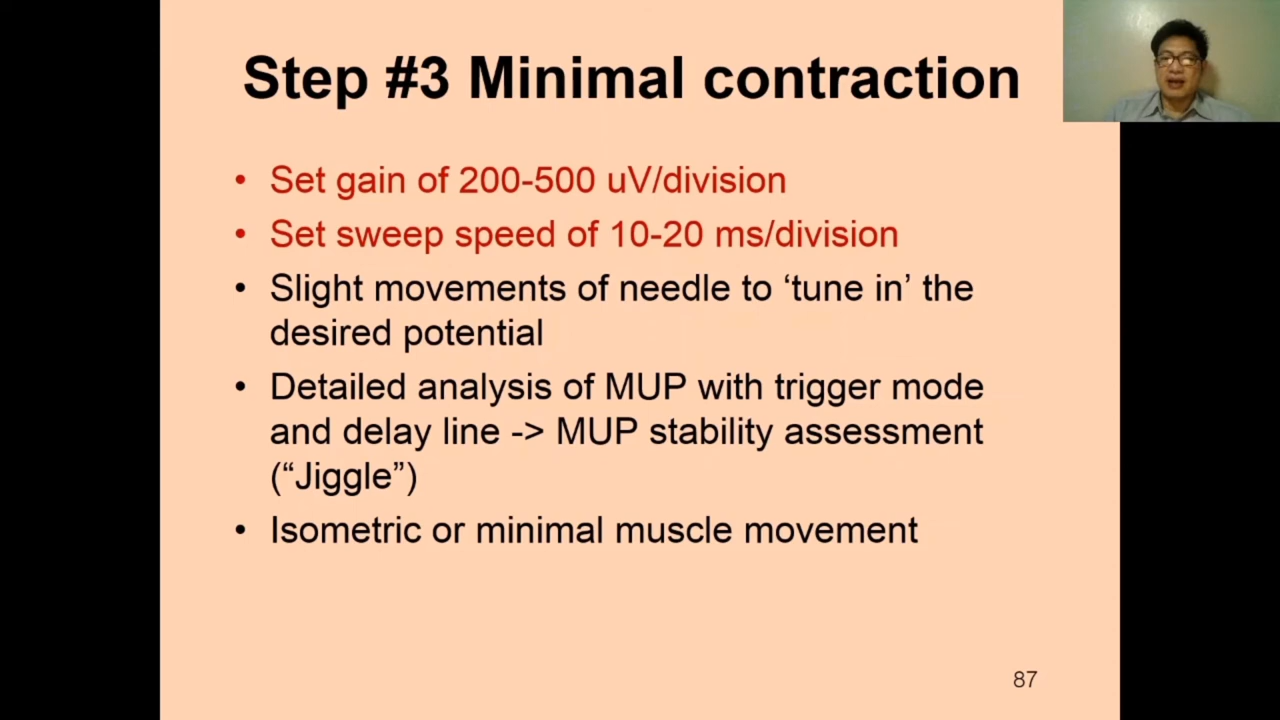 Step #3 Minimal contraction
• Set gain of 200-500 uV/division
• Set sweep speed of 10-20 ms/division
• Slight movements of needle to ‘tune in’ the
desired potential
• Detailed analysis of MUP with trigger mode
and delay line -> MUP stability assessment
(“Jiggle”)
• Isometric or minimal muscle movement
87